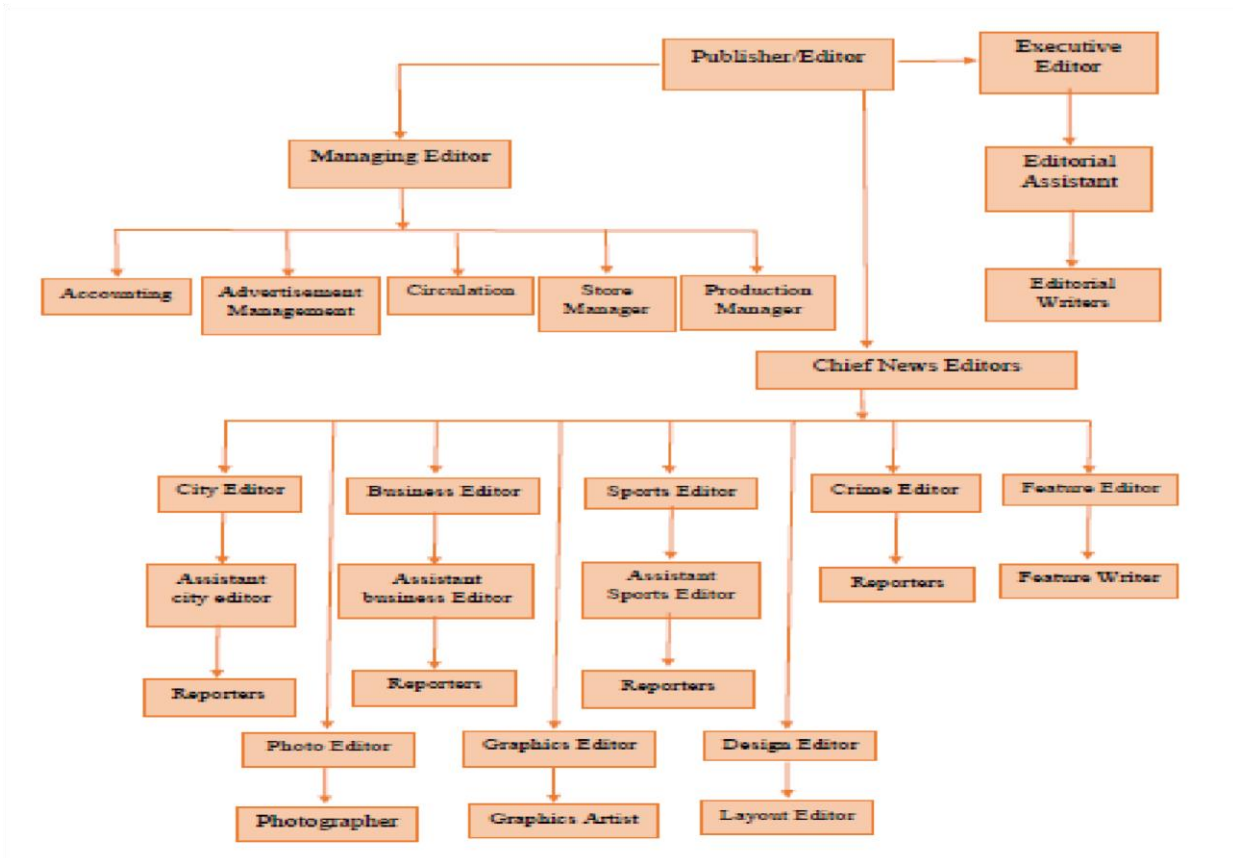 Publisher/Editor
Executive
Editor
Managing Editor
Editorial
Assistant
Accounting
Advertisement
Management
Circulation
Store
Manager
Production
Manager
Editorial
Writers
Chief News Editors
City Editor
Business Editor
Sports Editor
Crime Editor
Feature Editor
Assistant
city editor
Assistant
business Editor
Assistant
Sports Editor
Reporters
Feature Writer
Reporters
Reporters
Reporters
Photo Editor
Graphics Editor
Design Editor
Photographer
Graphics Artist
Layout Editor